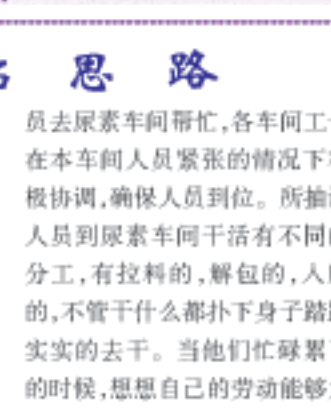 思路
员去尿素车间帮忙,各车间工
在本车间人员紧张的情况下
极协调,确保人员到位。所抽
人员到尿素车间干活有不同
分工,有拉料的,解包的,入
的,不管干什么都扑下身子踏
实实的去干。当他们忙碌累
的时候,想想自己的劳动能够